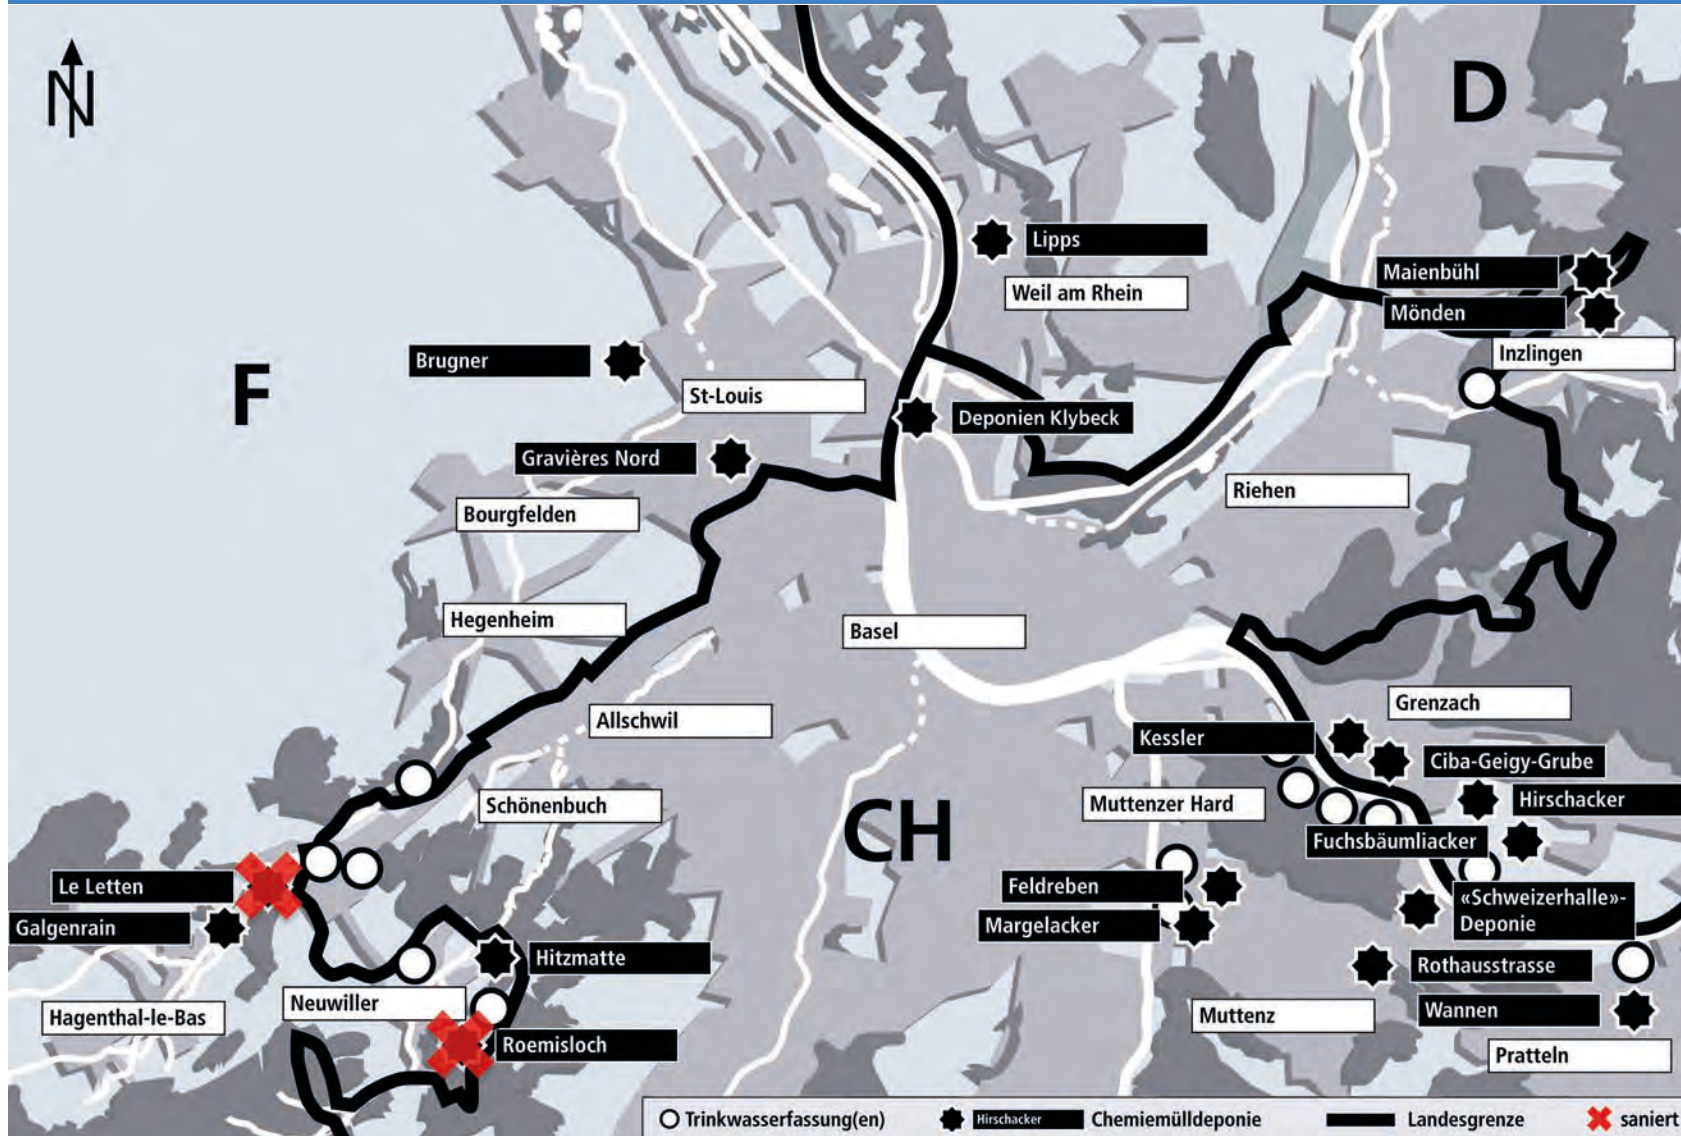 N
D
Lipps
Weil am Rhein
Maienbühl
Mönden
Inzlingen
Brugner
F
St-Louis
Deponien Klybeck
Gravières Nord
Riehen
Bourgfelden
Hegenheim
Basel
Allschwil
Grenzach
Kessler
Ciba-Geigy-Grube
Schönenbuch
CH
Muttenzer Hard
Hirschacker
Fuchsbäumliacker
Le Letten
Feldreben
«Schweizerhalle»-
Deponie
Galgenrain
Margelacker
Hitzmatte
Rothausstrasse
Neuwiller
Hagenthal-le-Bas
Muttenz
Wannen
Roemisloch
Pratteln
Trinkwasserfassung(en)
Hirschacker
Chemiemülldeponie
Landesgrenze
saniert